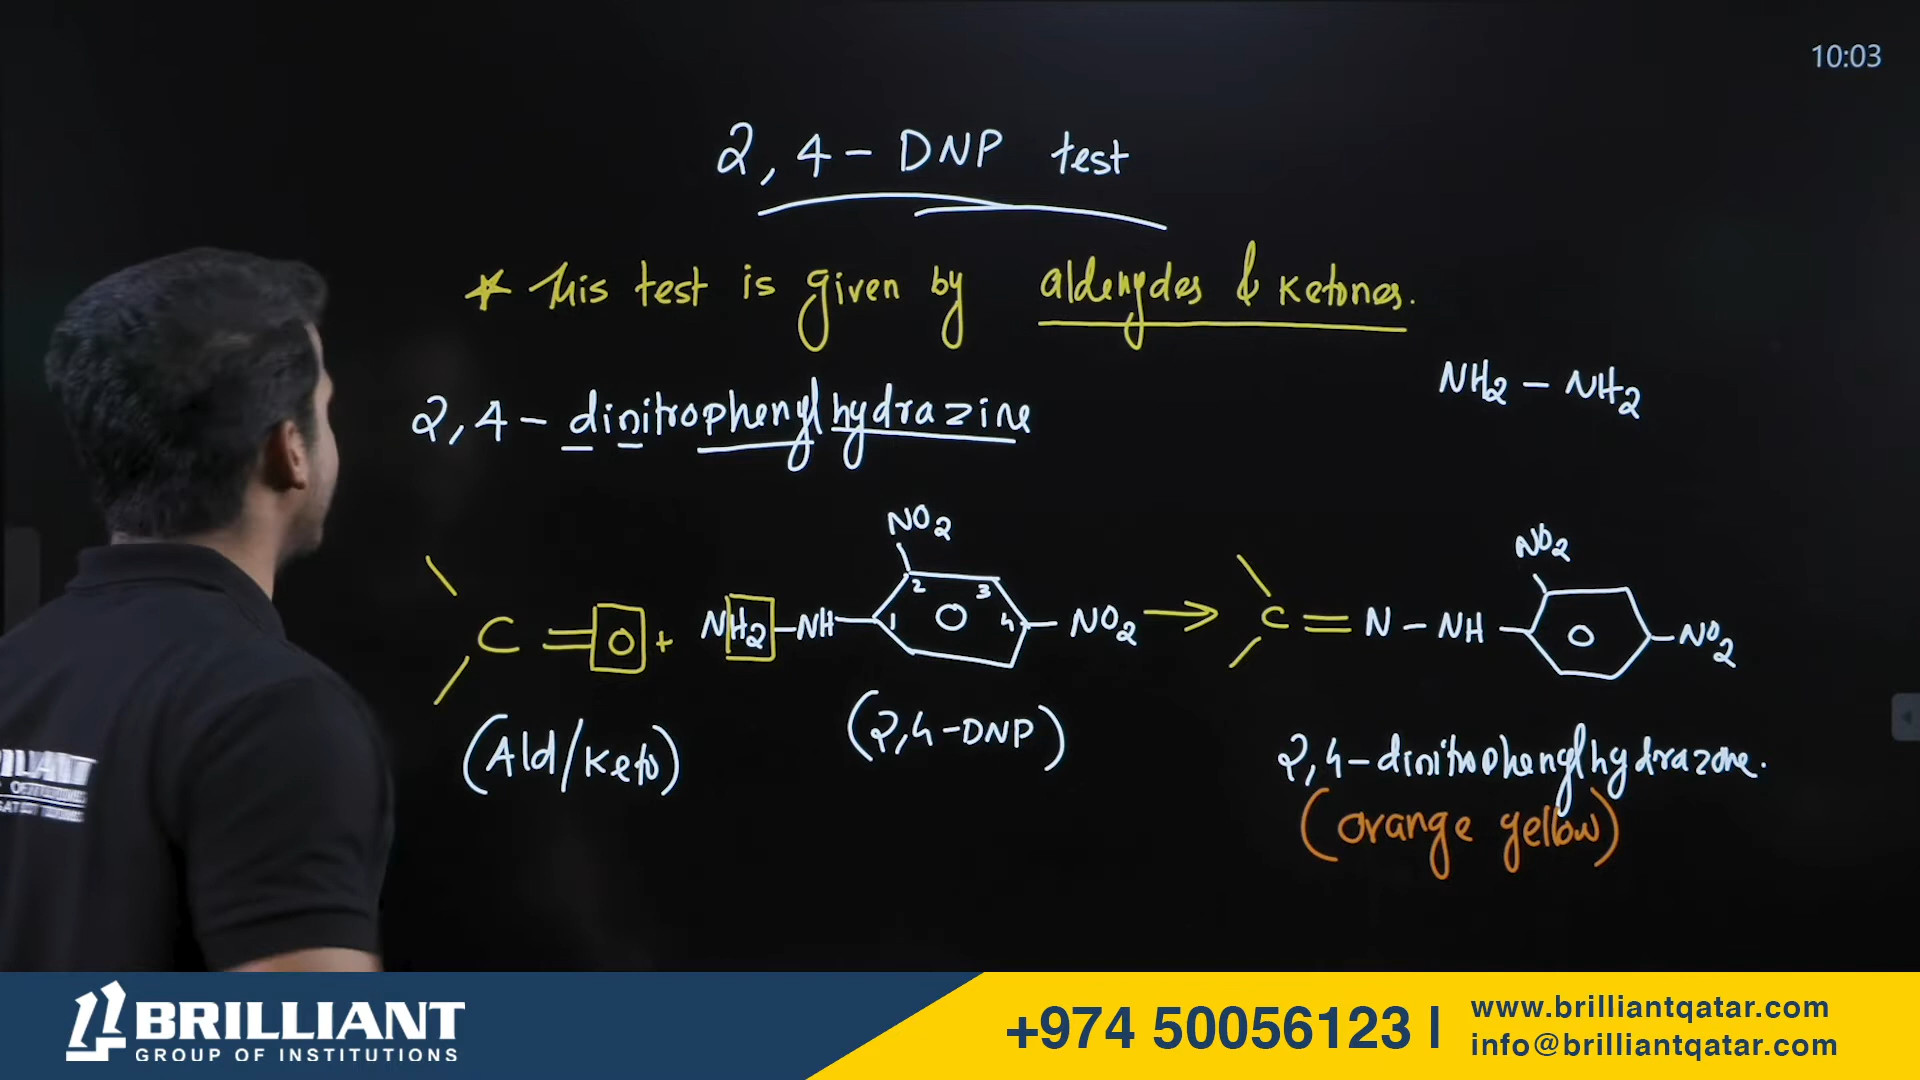 10:03
2,4-DNP test
* This test is given by aldehydes & ketones.
NH2 - NH2
2,4- dinitrophenylhydrazine
NO2
NO2
C = O + NH2-NH- 1 2 3 4 -NO2 → C = N - NH - -NO2
(2,4-DNP)
(Ald/Keto)
2,4-dinitrophenylhydrazone.
(orange yellow)
BRILLIANT
GROUP OF INSTITUTIONS
+974 50056123 |
www.brilliantqatar.com
info@brilliantqatar.com